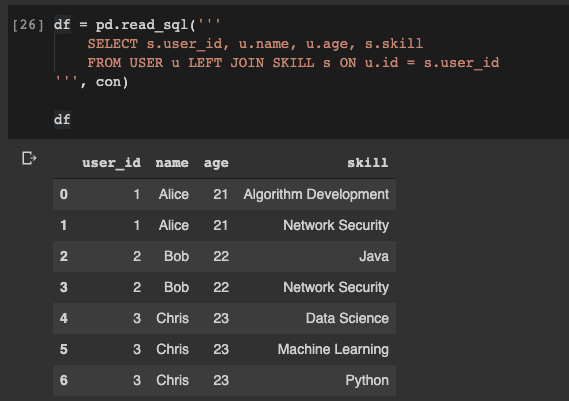 [26] df = pd.read_sql('''
SELECT s.user_id, u.name, u.age, s.skill
FROM USER u LEFT JOIN SKILL s ON u.id = s.user_id
''', con)
df
user_id name age skill
0 1 Alice 21 Algorithm Development
1 1 Alice 21 Network Security
2 2 Bob 22 Java
3 2 Bob 22 Network Security
4 3 Chris 23 Data Science
5 3 Chris 23 Machine Learning
6 3 Chris 23 Python